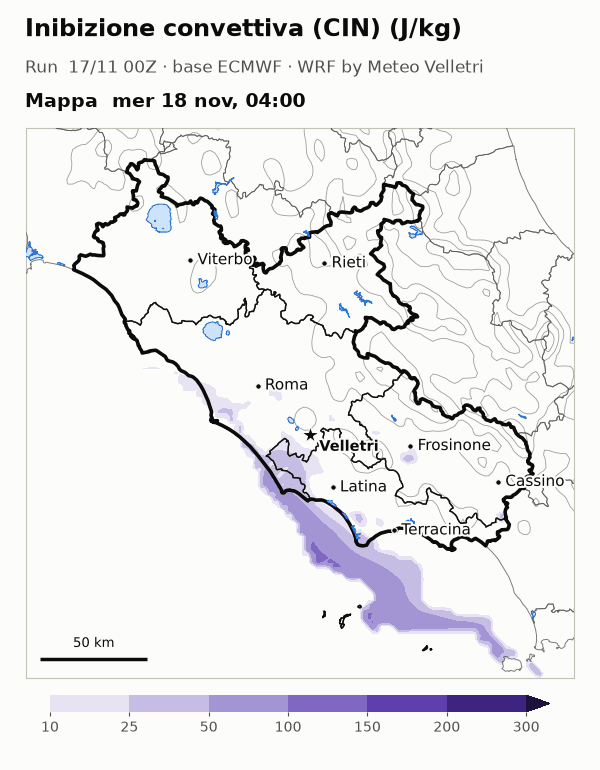 Inibizione convettiva (CIN) (J/kg)
Run 17/11 00Z · base ECMWF · WRF by Meteo Velletri
Mappa mer 18 nov, 04:00
Viterbo
Rieti
Roma
Velletri
Frosinone
Cassino
Latina
Terracina
50 km
10 25 50 100 150 200 300